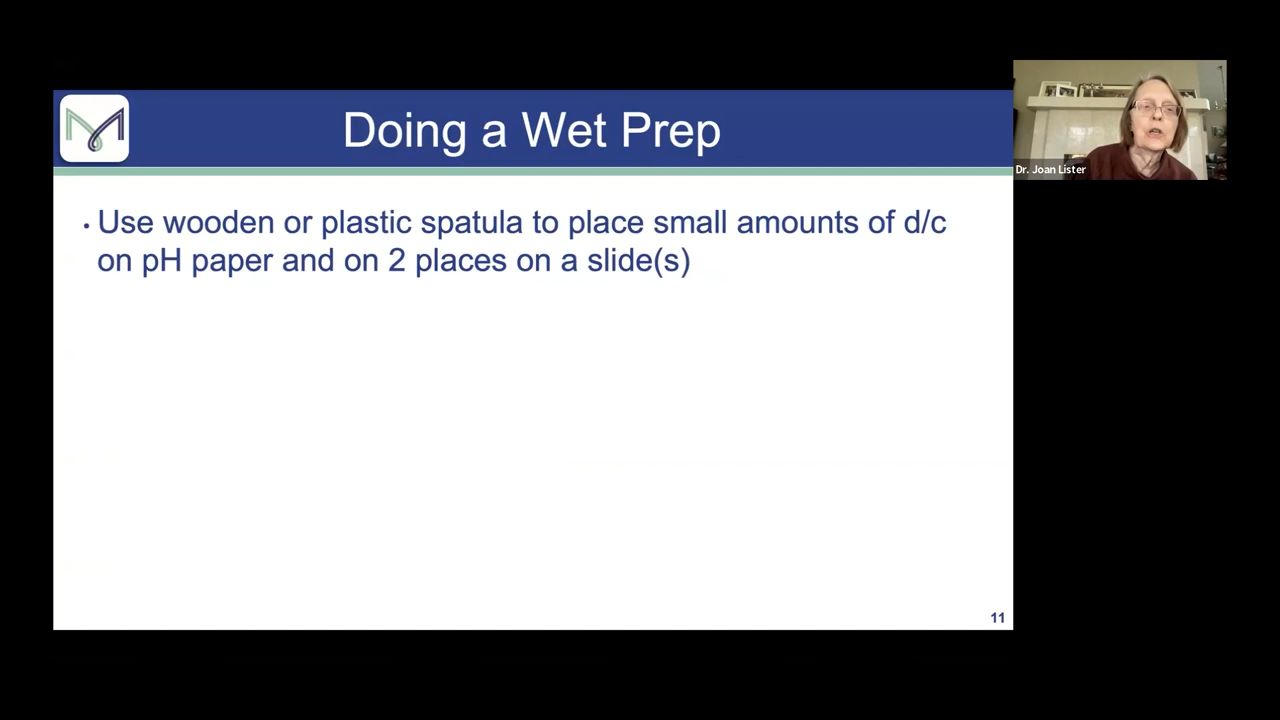 Doing a Wet Prep
Dr. Joan Lister
• Use wooden or plastic spatula to place small amounts of d/c
on pH paper and on 2 places on a slide(s)
11